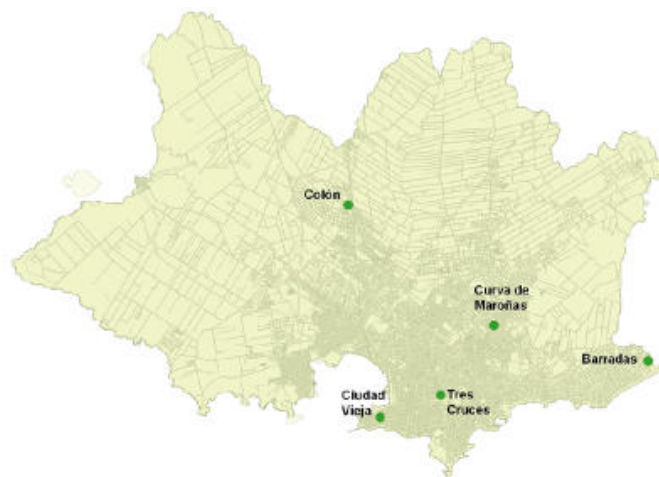 Colón
Curva de
Maroñas
Barradas
Ciudad
Vieja
Tres
Cruces